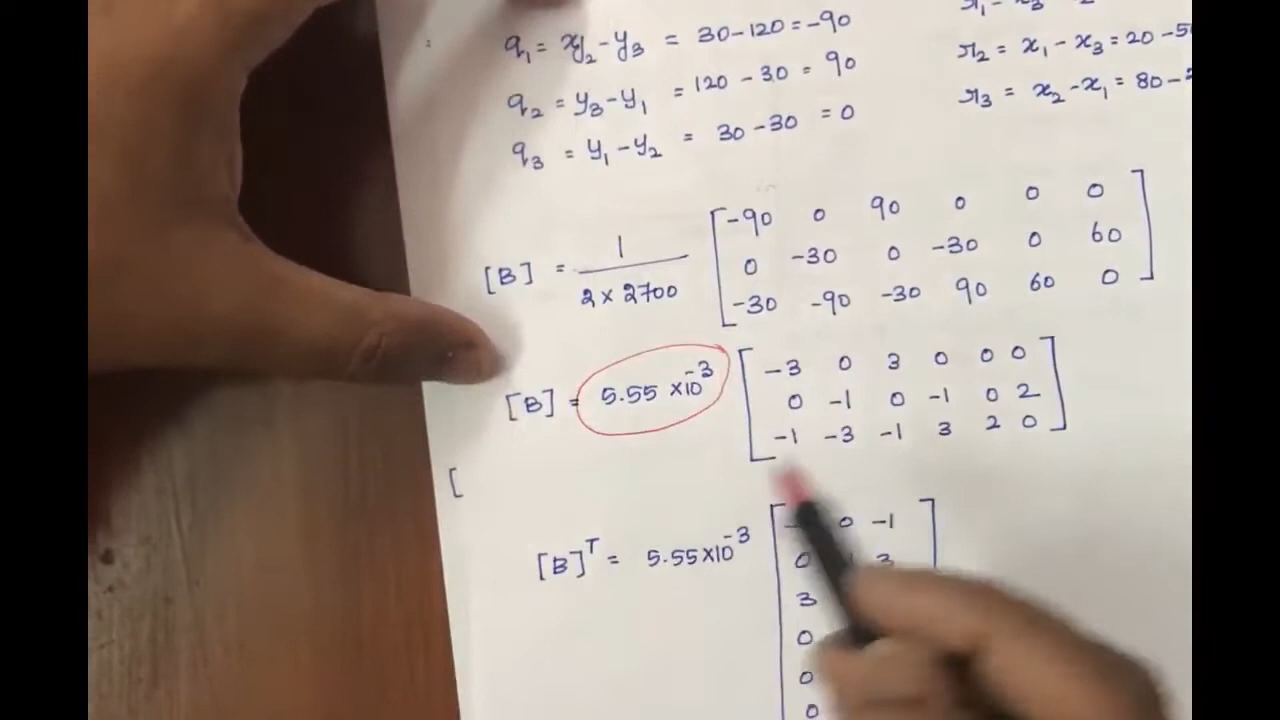 q₁ = y₂-y₃ = 30-120 = -90
q₂ = y₃-y₁ = 120-30 = 90
q₃ = y₁-y₂ = 30-30 = 0
r₂ = x₁-x₃ = 20-
r₃ = x₂-x₁ = 80-
[B] = 1/(2×2700) [-90 0 90 0 0 0
0 -30 0 -30 0 60
-30 -90 -30 90 60 0]
[B] = 5.55 ×10⁻³ [-3 0 3 0 0 0
0 -1 0 -1 0 2
-1 -3 -1 3 2 0]
[
[B]ᵀ = 5.55×10⁻³ [ 0 -1
0
3
0
0
0